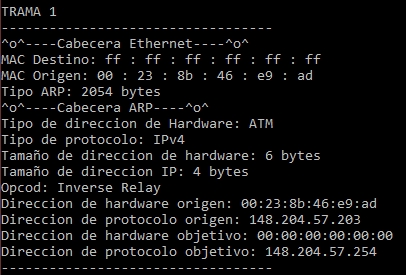 TRAMA 1
----------------------------------
^o^----Cabecera Ethernet----^o^
MAC Destino: ff : ff : ff : ff : ff : ff
MAC Origen: 00 : 23 : 8b : 46 : e9 : ad
Tipo ARP: 2054 bytes
^o^----Cabecera ARP----^o^
Tipo de direccion de Hardware: ATM
Tipo de protocolo: IPv4
Tamaño de direccion de hardware: 6 bytes
Tamaño de direccion IP: 4 bytes
Opcod: Inverse Relay
Direccion de hardware origen: 00:23:8b:46:e9:ad
Direccion de protocolo origen: 148.204.57.203
Direccion de hardware objetivo: 00:00:00:00:00:00
Direccion de protocolo objetivo: 148.204.57.254
----------------------------------